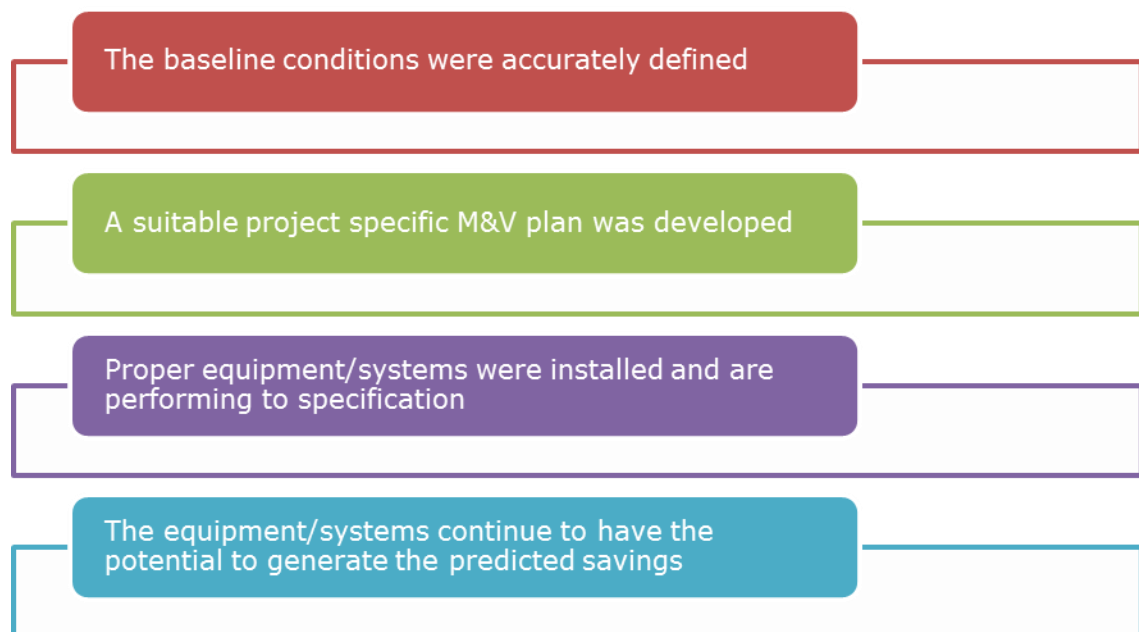 The baseline conditions were accurately defined
A suitable project specific M&V plan was developed
Proper equipment/systems were installed and are
performing to specification
The equipment/systems continue to have the
potential to generate the predicted savings